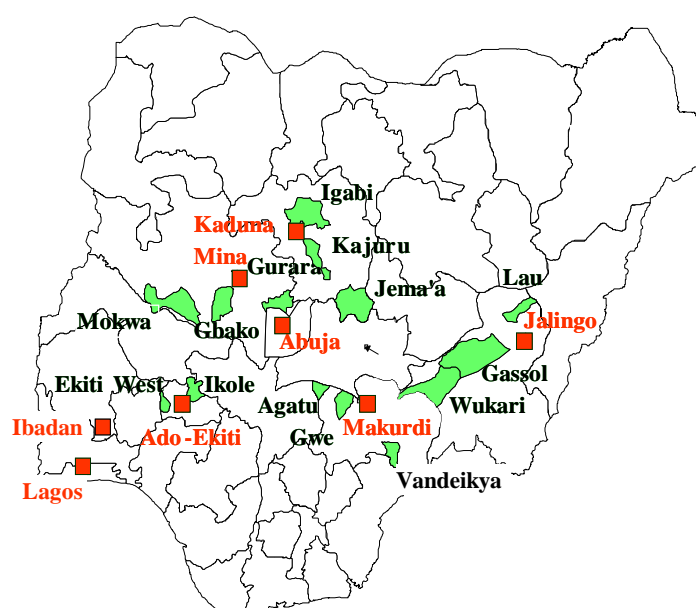 Igabi
Kaduna
Kajuru
Mina
Gurara
Lau
Jema'a
Mokwa
Gbako
Jalingo
Abuja
Gassol
Ekiti West
Ikole
Agatu
Wukari
Ibadan
Ado-Ekiti
Gwe
Makurdi
Vandeikya
Lagos